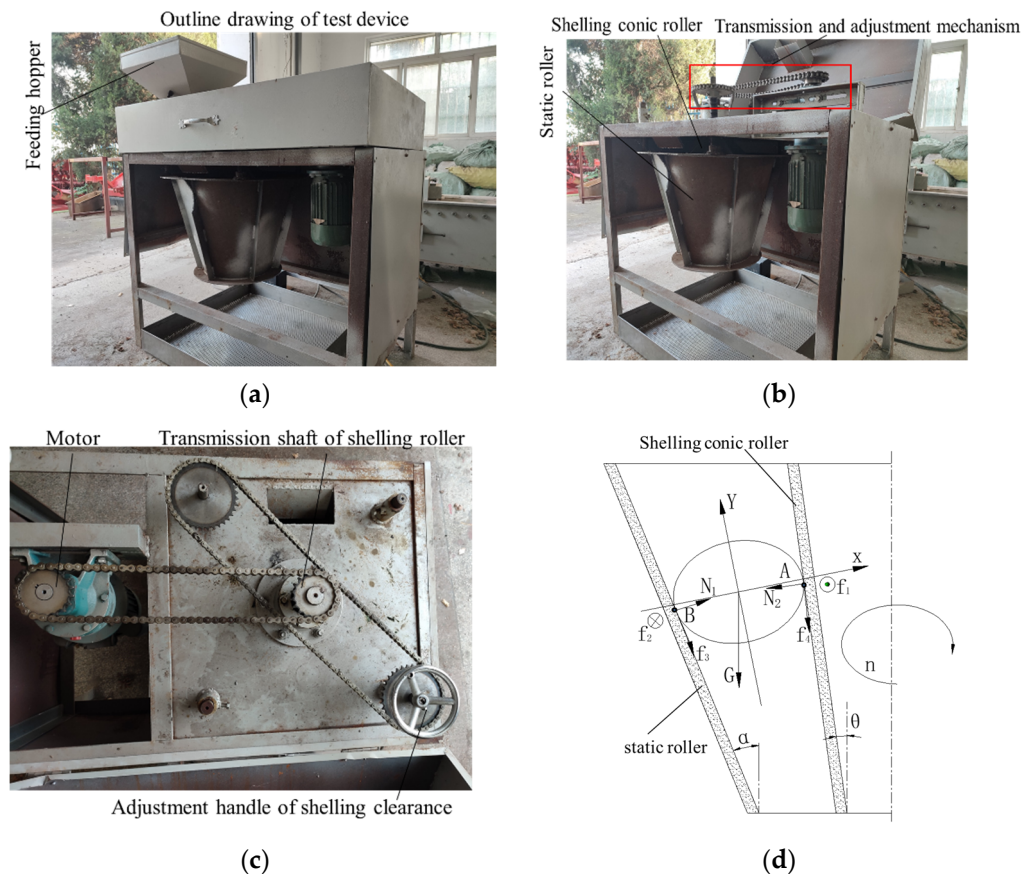 Outline drawing of test device
Feeding hopper
(a)
Shelling conic roller
Transmission and adjustment mechanism
Static roller
(b)
Motor
Transmission shaft of shelling roller
Adjustment handle of shelling clearance
(c)
Shelling conic roller
Y
x
A
N₁
N₂
f₁
B
f₂
f₃
f₄
G
n
static roller
α
θ
(d)